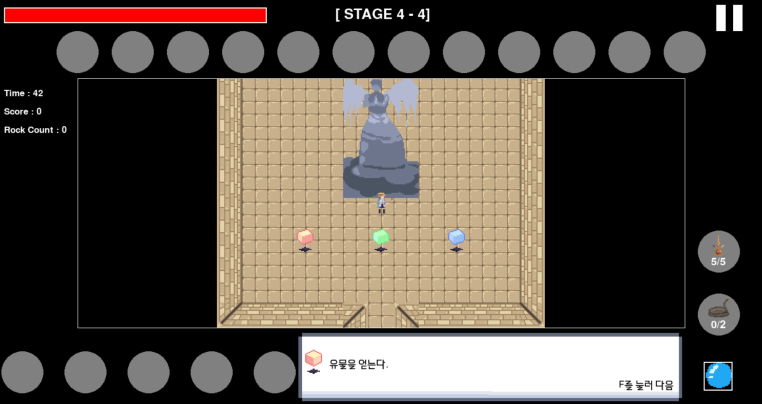 [ STAGE 4 - 4]
Time : 42
Score : 0
Rock Count : 0
5/5
0/2
유물을 얻는다.
F를 눌러 다음